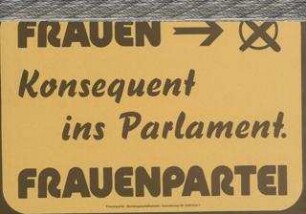 FRAUEN → ☒
Konsequent
ins Parlament.
FRAUENPARTEI